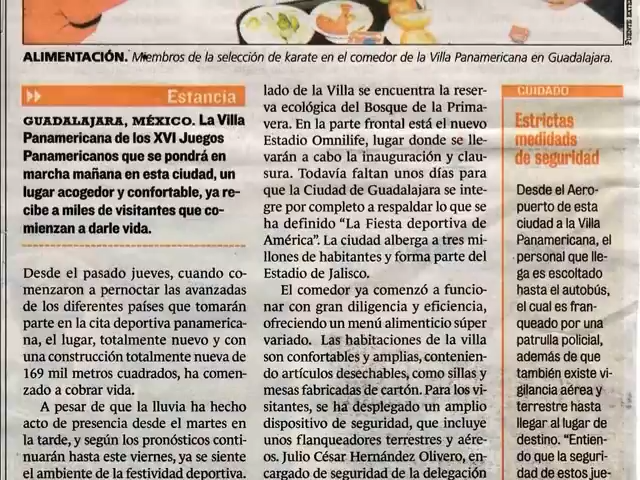 ALIMENTACIÓN. Miembros de la selección de karate en el comedor de la Villa Panamericana en Guadalajara.
Estancia
GUADALAJARA, MÉXICO. La Villa
Panamericana de los XVI Juegos
Panamericanos que se pondrá en
marcha mañana en esta ciudad, un
lugar acogedor y confortable, ya re-
cibe a miles de visitantes que co-
mienzan a darle vida.
Desde el pasado jueves, cuando co-
menzaron a pernoctar las avanzadas
de los diferentes países que tomarán
parte en la cita deportiva panamerica-
na, el lugar, totalmente nuevo y con
una construcción totalmente nueva de
169 mil metros cuadrados, ha comen-
zado a cobrar vida.
A pesar de que la lluvia ha hecho
acto de presencia desde el martes en
la tarde, y según los pronósticos conti-
nuarán hasta este viernes, ya se siente
el ambiente de la festividad deportiva.
lado de la Villa se encuentra la reser-
va ecológica del Bosque de la Prima-
vera. En la parte frontal está el nuevo
Estadio Omnilife, lugar donde se lle-
varán a cabo la inauguración y clau-
sura. Todavía faltan unos días para
que la Ciudad de Guadalajara se inte-
gre por completo a respaldar lo que se
ha definido “La Fiesta deportiva de
América”. La ciudad alberga a tres mi-
llones de habitantes y forma parte del
Estadio de Jalisco.
El comedor ya comenzó a funcio-
nar con gran diligencia y eficiencia,
ofreciendo un menú alimenticio súper
variado. Las habitaciones de la villa
son confortables y amplias, contenien-
do artículos desechables, como sillas y
mesas fabricadas de cartón. Para los vi-
sitantes, se ha desplegado un amplio
dispositivo de seguridad, que incluye
unos flanqueadores terrestres y aére-
os. Julio César Hernández Olivero, en-
cargado de seguridad de la delegación
CUIDADO
Estrictas
medidads
de seguridad
Desde el Aero-
puerto de esta
ciudad a la Villa
Panamericana, el
personal que lle-
ga es escoltado
hasta el autobús,
el cual es fran-
queado por una
patrulla policial,
además de que
también existe vi-
gilancia aérea y
terrestre hasta
llegar al lugar de
destino. “Entien-
do que la seguri-
dad de estos jue-